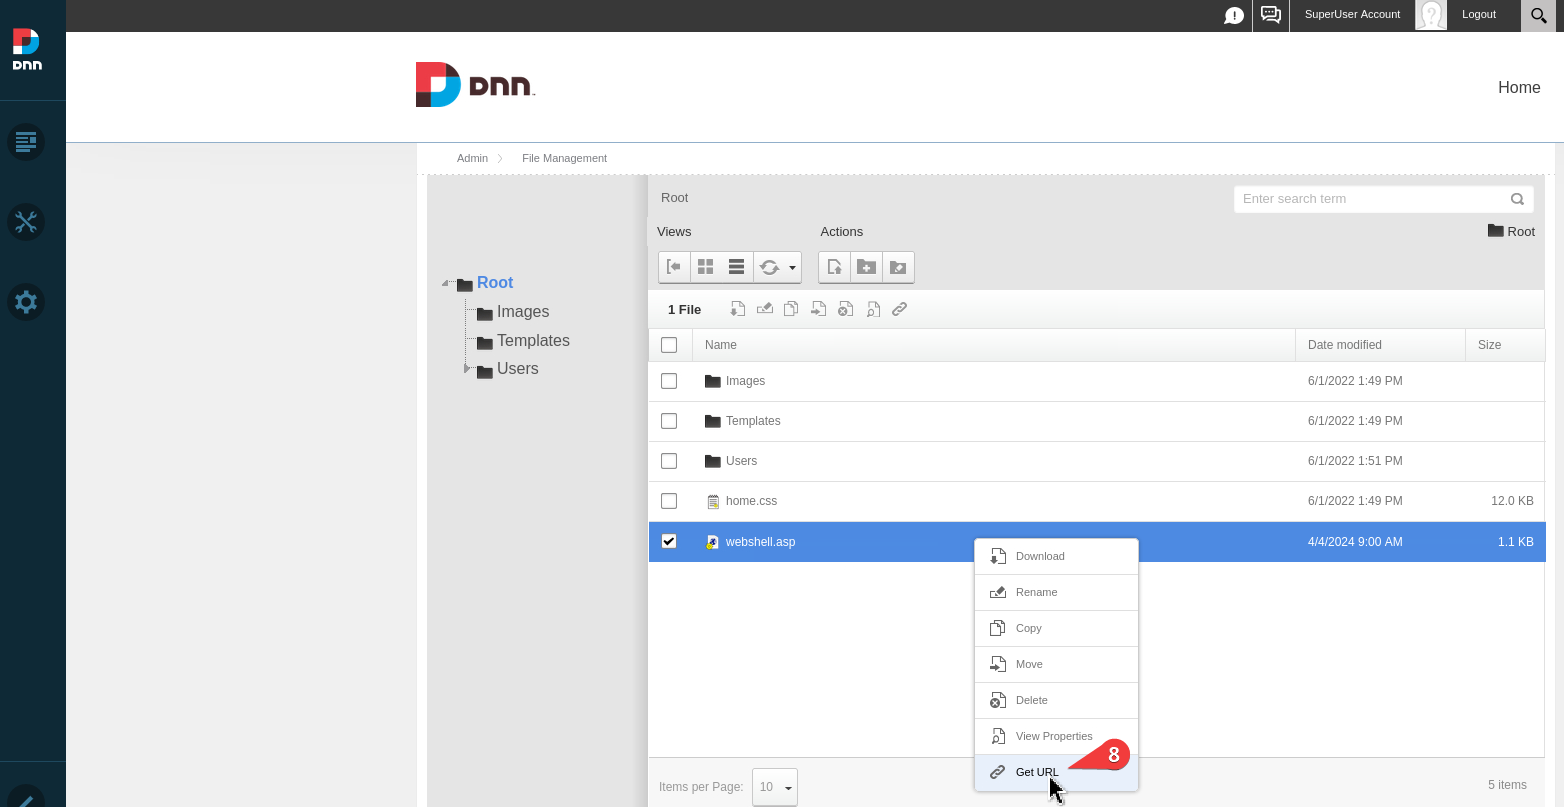 SuperUser Account
Logout
DNN
DNN
Home
Admin
File Management
Root
Enter search term
Views
Actions
Root
Root
Images
Templates
Users
1 File
Name
Date modified
Size
Images
6/1/2022 1:49 PM
Templates
6/1/2022 1:49 PM
Users
6/1/2022 1:51 PM
home.css
6/1/2022 1:49 PM
12.0 KB
webshell.asp
4/4/2024 9:00 AM
1.1 KB
Download
Rename
Copy
Move
Delete
View Properties
8
Get URL
Items per Page:
10
5 items